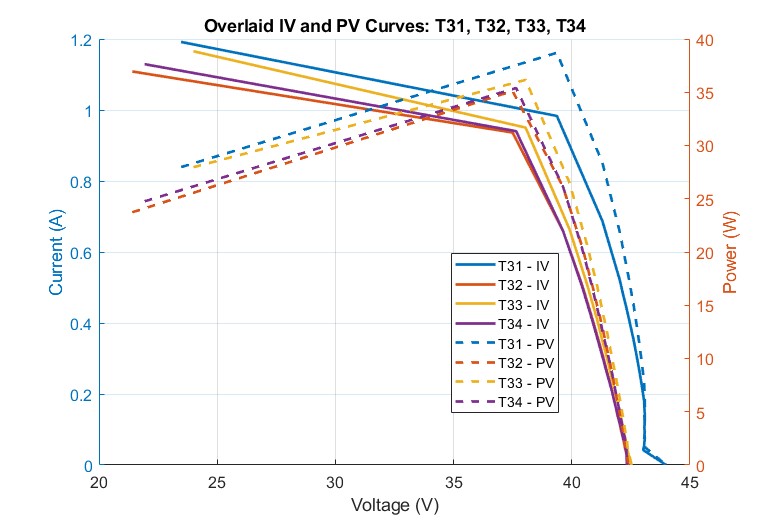 Overlaid IV and PV Curves: T31, T32, T33, T34
1.2
1
0.8
0.6
0.4
0.2
0
Current (A)
40
35
30
25
20
15
10
5
0
Power (W)
T31 - IV
T32 - IV
T33 - IV
T34 - IV
T31 - PV
T32 - PV
T33 - PV
T34 - PV
20 25 30 35 40 45
Voltage (V)